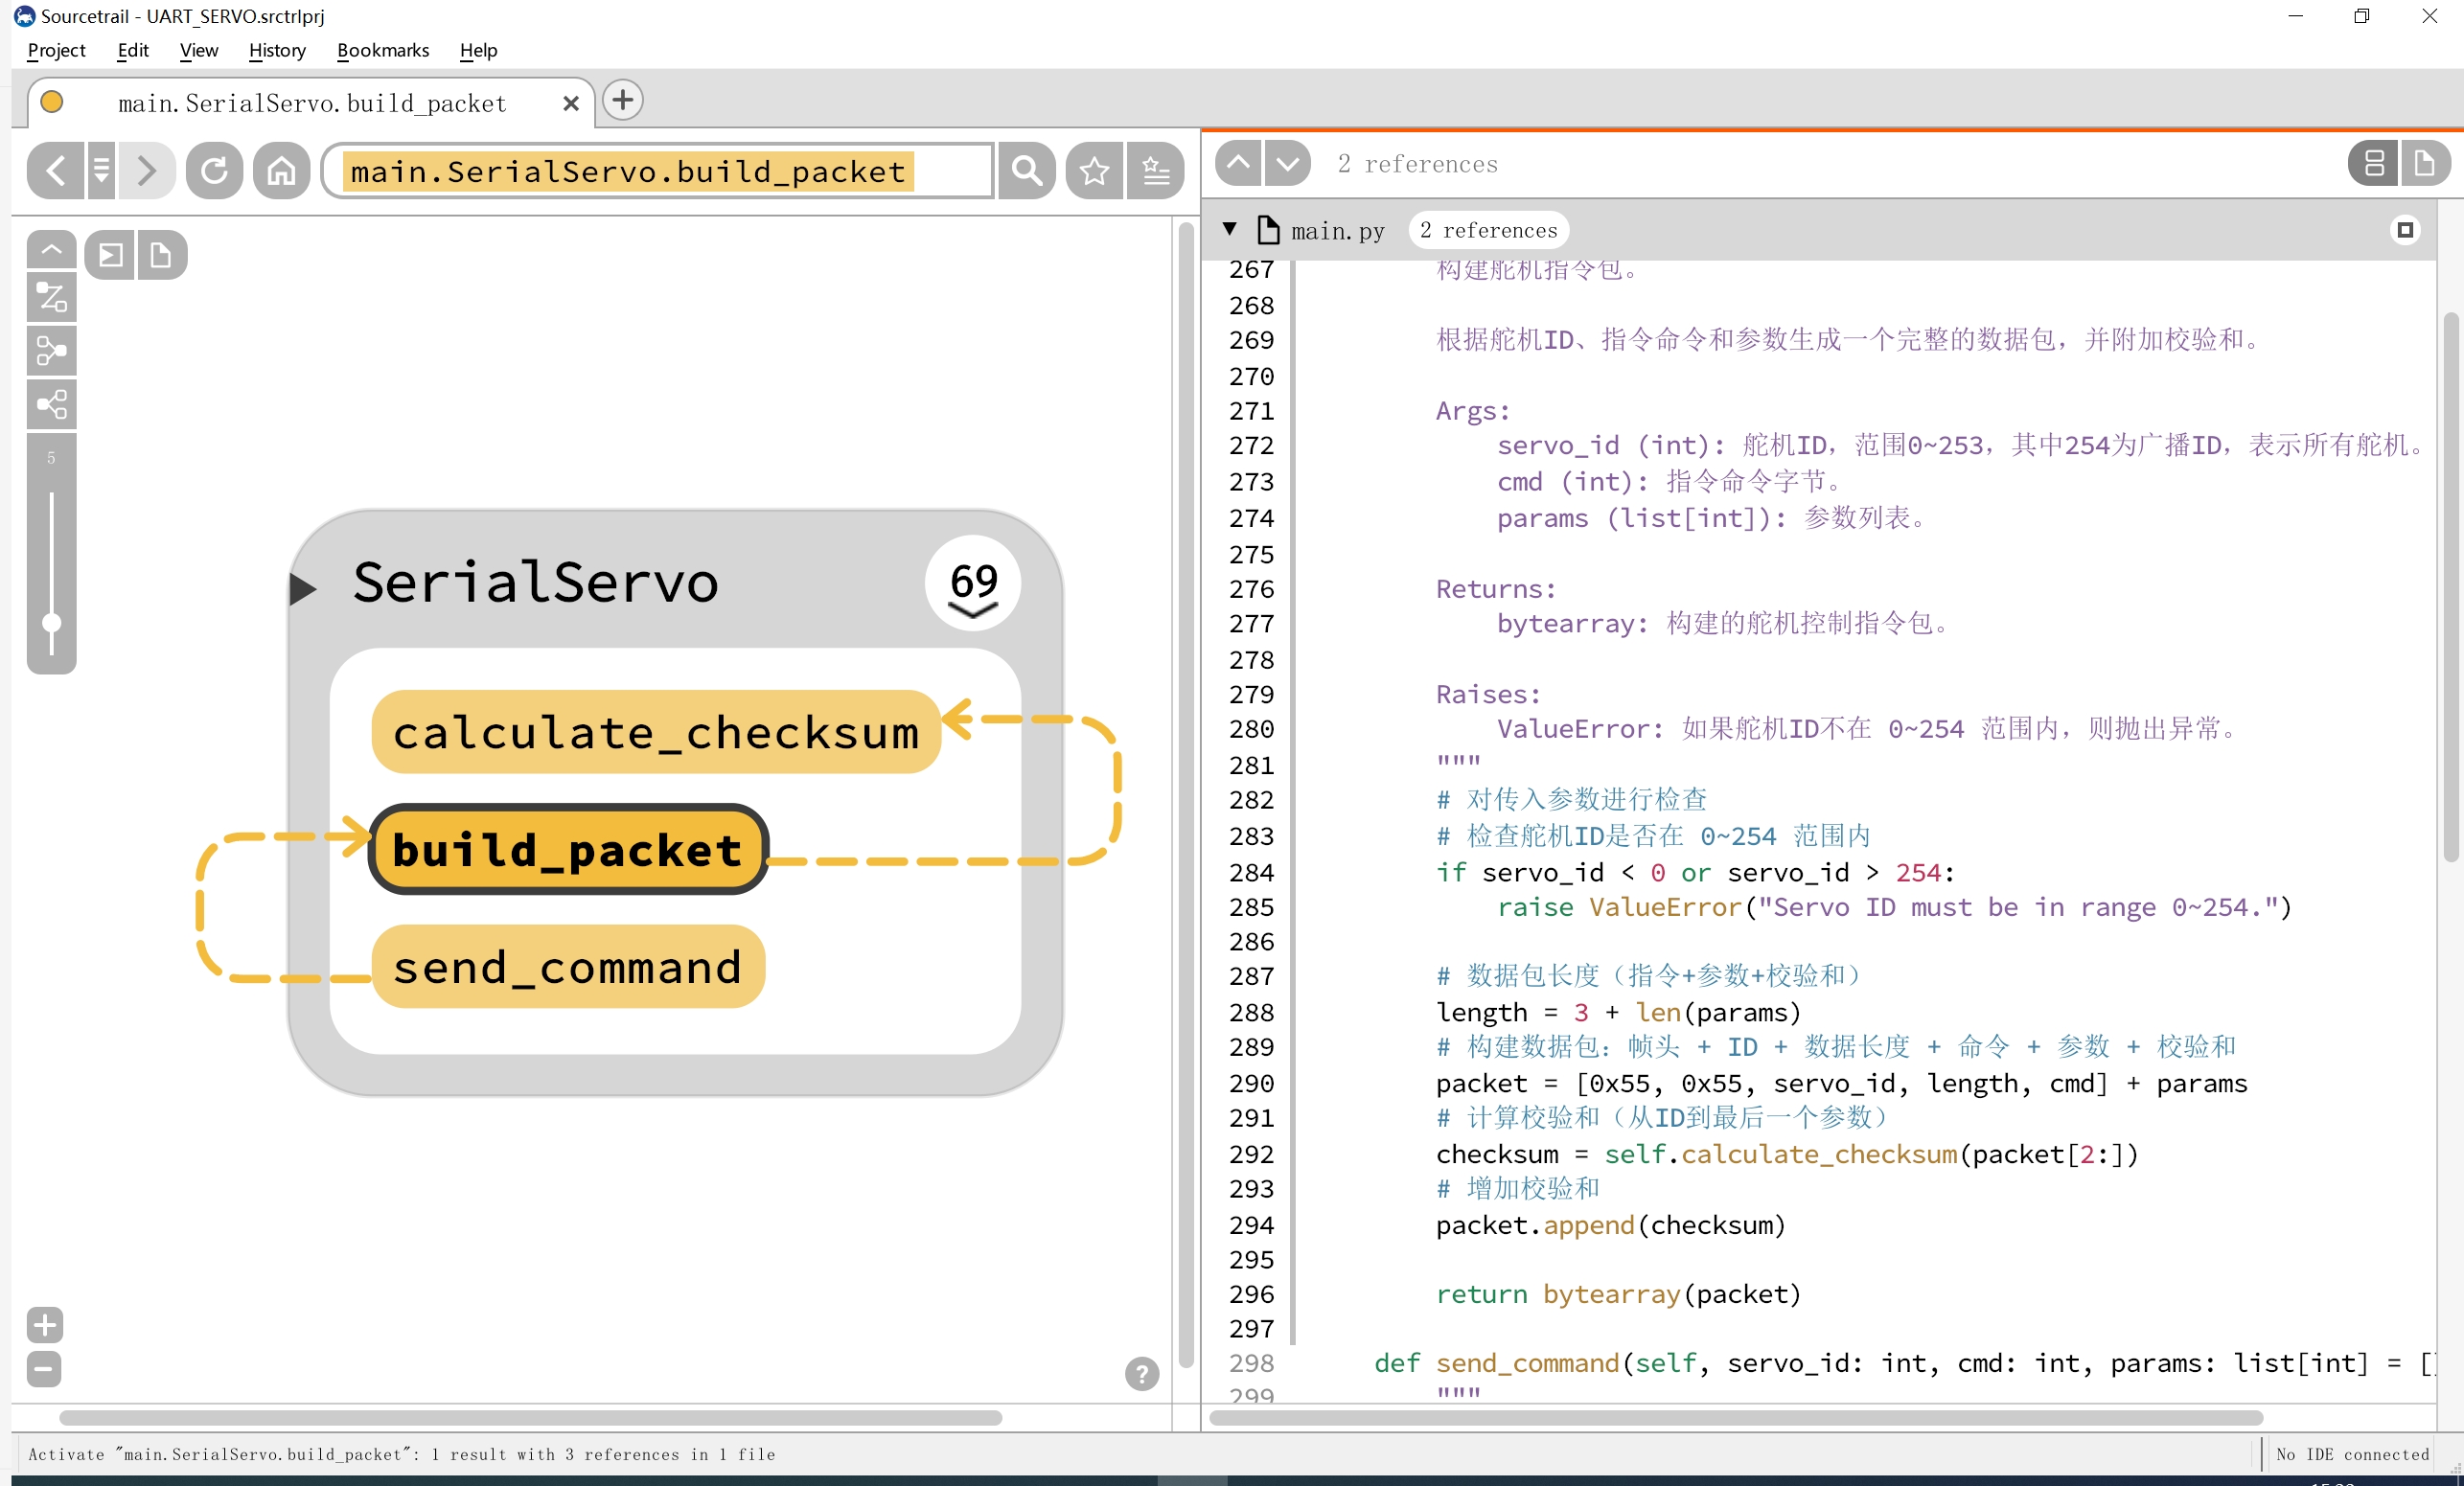 Sourcetrail - UART_SERVO.srctrlprj
Project Edit View History Bookmarks Help
main.SerialServo.build_packet
main.SerialServo.build_packet
5
SerialServo
69
calculate_checksum
build_packet
send_command
?
2 references
main.py 2 references
267 构建舵机指令包。
268
269 根据舵机ID、指令命令和参数生成一个完整的数据包，并附加校验和。
270
271 Args:
272 servo_id (int): 舵机ID，范围0~253，其中254为广播ID，表示所有舵机。
273 cmd (int): 指令命令字节。
274 params (list[int]): 参数列表。
275
276 Returns:
277 bytearray: 构建的舵机控制指令包。
278
279 Raises:
280 ValueError: 如果舵机ID不在 0~254 范围内，则抛出异常。
281 """
282 # 对传入参数进行检查
283 # 检查舵机ID是否在 0~254 范围内
284 if servo_id < 0 or servo_id > 254:
285 raise ValueError("Servo ID must be in range 0~254.")
286
287 # 数据包长度（指令+参数+校验和）
288 length = 3 + len(params)
289 # 构建数据包：帧头 + ID + 数据长度 + 命令 + 参数 + 校验和
290 packet = [0x55, 0x55, servo_id, length, cmd] + params
291 # 计算校验和（从ID到最后一个参数）
292 checksum = self.calculate_checksum(packet[2:])
293 # 增加校验和
294 packet.append(checksum)
295
296 return bytearray(packet)
297
298 def send_command(self, servo_id: int, cmd: int, params: list[int] = [
299 """
Activate "main.SerialServo.build_packet": 1 result with 3 references in 1 file
No IDE connected